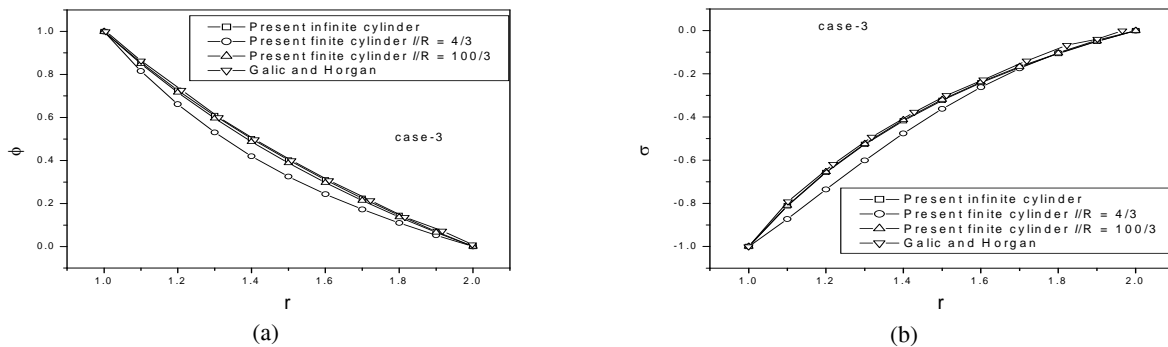 1.0
0.8
0.6
0.4
0.2
0.0
ϕ
Present infinite cylinder
Present finite cylinder l/R = 4/3
Present finite cylinder l/R = 100/3
Galic and Horgan
case-3
1.0 1.2 1.4 1.6 1.8 2.0
r
(a)
0.0
-0.2
-0.4
-0.6
-0.8
-1.0
σ
case-3
Present infinite cylinder
Present finite cylinder l/R = 4/3
Present finite cylinder l/R = 100/3
Galic and Horgan
1.0 1.2 1.4 1.6 1.8 2.0
r
(b)